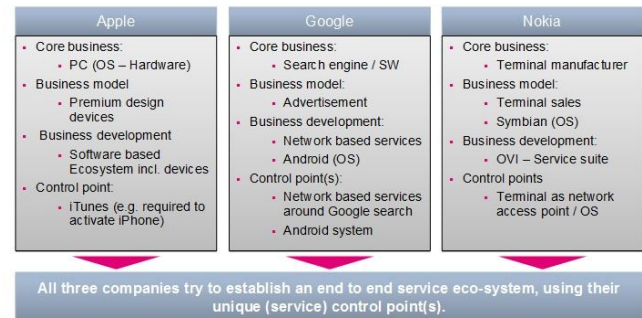 Apple
Core business:
PC (OS – Hardware)
Business model
Premium design
devices
Business development
Software based
Ecosystem incl. devices
Control point:
iTunes (e.g. required to
activate iPhone)
Google
Core business:
Search engine / SW
Business model:
Advertisement
Business development:
Network based services
Android (OS)
Control point(s):
Network based services
around Google search
Android system
Nokia
Core business:
Terminal manufacturer
Business model:
Terminal sales
Symbian (OS)
Business development:
OVI – Service suite
Control points
Terminal as network
access point / OS
All three companies try to establish an end to end service eco-system, using their
unique (service) control point(s).